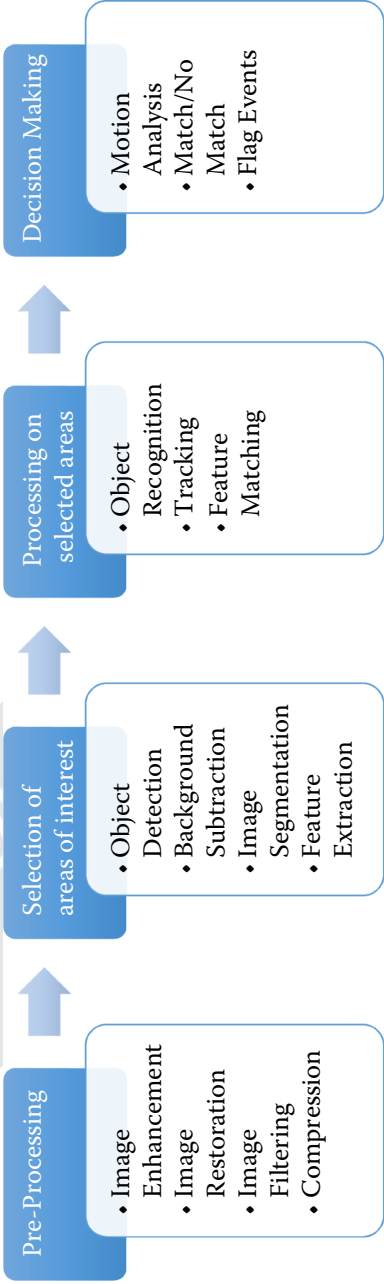 Pre-Processing
• Image
Enhancement
• Image
Restoration
• Image
Filtering
• Compression
Selection of
areas of interest
• Object
Detection
• Background
Subtraction
• Image
Segmentation
• Feature
Extraction
Processing on
selected areas
• Object
Recognition
• Tracking
• Feature
Matching
Decision Making
• Motion
Analysis
• Match/No
Match
• Flag Events